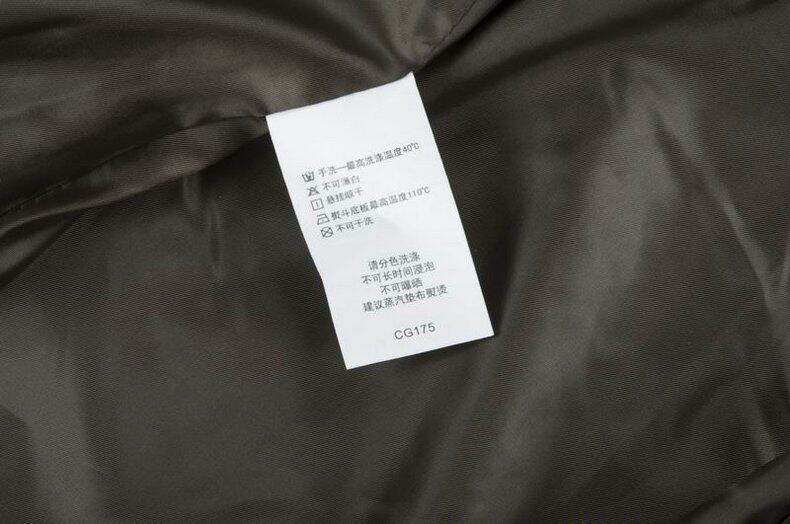 手洗—最高洗涤温度40℃
不可漂白
悬挂晾干
熨斗底板最高温度110℃
不可干洗
请分色洗涤
不可长时间浸泡
不可曝晒
建议蒸汽垫布熨烫
CG175